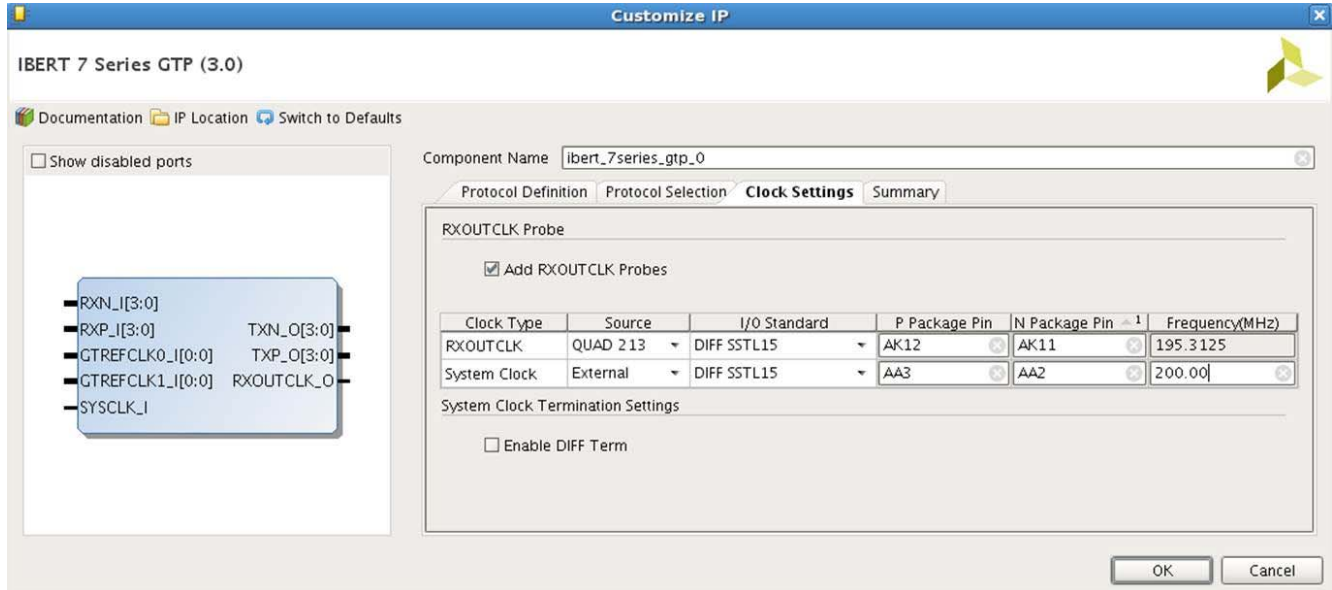 Customize IP
IBERT 7 Series GTP (3.0)
Documentation IP Location Switch to Defaults
Show disabled ports
RXN_I[3:0]
RXP_I[3:0] TXN_O[3:0]
GTREFCLK0_I[0:0] TXP_O[3:0]
GTREFCLK1_I[0:0] RXOUTCLK_O
SYSCLK_I
Component Name ibert_7series_gtp_0
Protocol Definition Protocol Selection Clock Settings Summary
RXOUTCLK Probe
Add RXOUTCLK Probes
Clock Type Source I/O Standard P Package Pin N Package Pin 1 Frequency(MHz)
RXOUTCLK QUAD 213 DIFF SSTL15 AK12 AK11 195.3125
System Clock External DIFF SSTL15 AA3 AA2 200.00
System Clock Termination Settings
Enable DIFF Term
OK Cancel